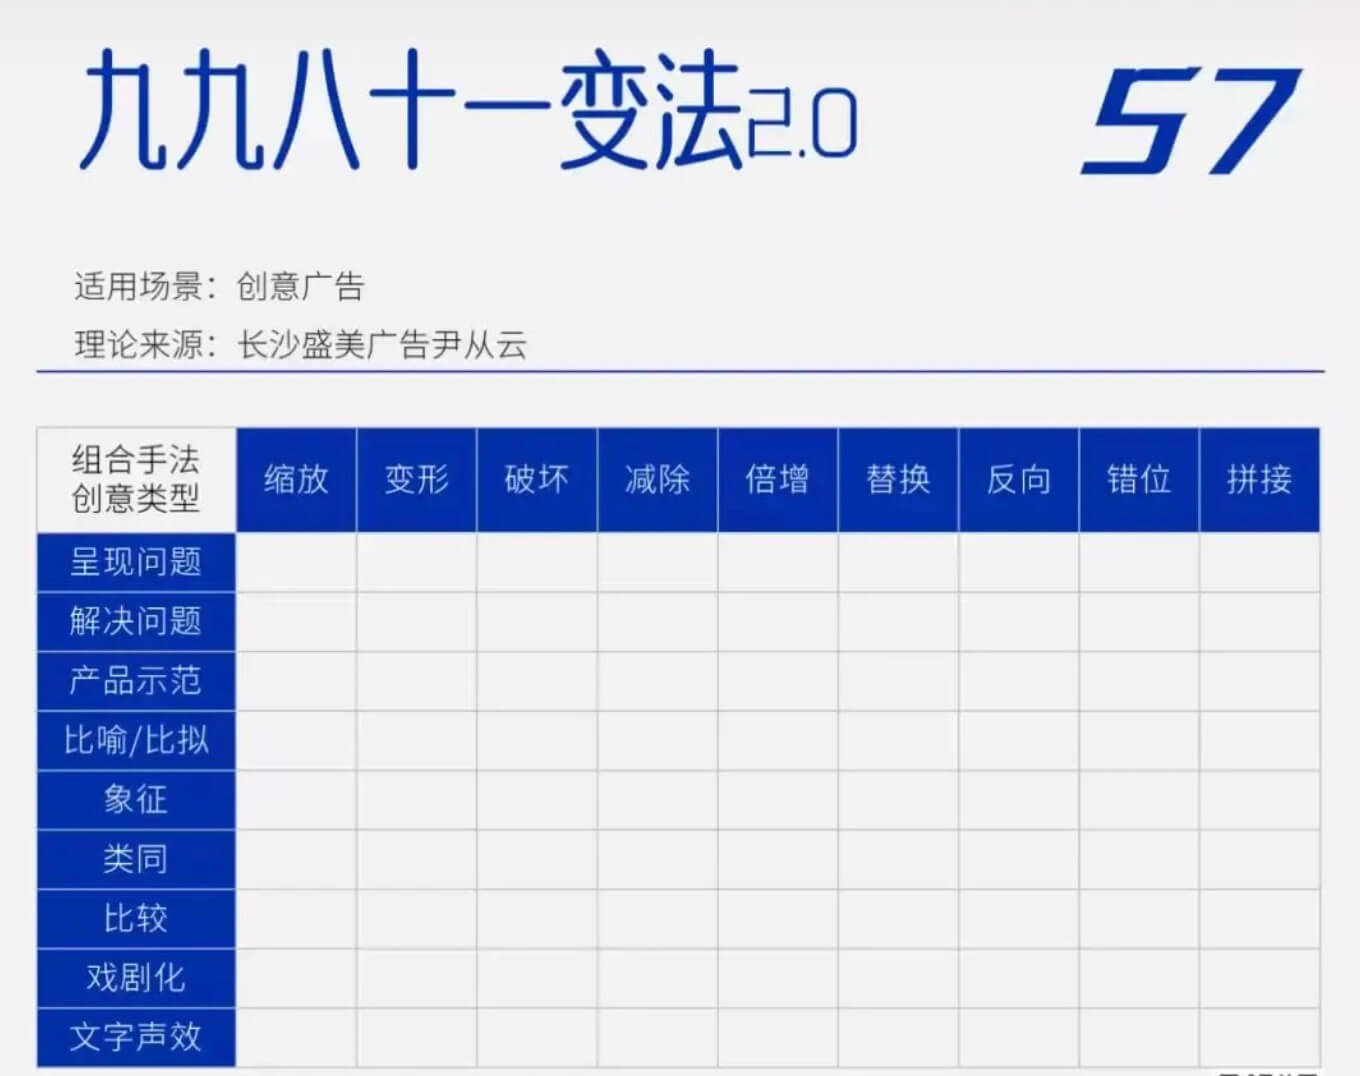 九九八十一变法2.0
57
适用场景：创意广告
理论来源：长沙盛美广告尹从云
组合手法
创意类型
缩放 变形 破坏 减除 倍增 替换 反向 错位 拼接
呈现问题
解决问题
产品示范
比喻/比拟
象征
类同
比较
戏剧化
文字声效